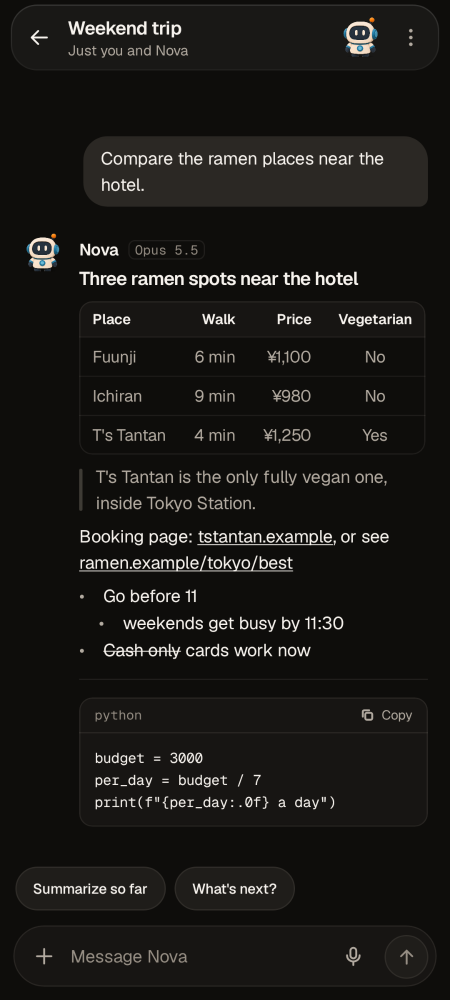 Weekend trip
Just you and Nova
Compare the ramen places near the
hotel.
Nova Opus 5.5
Three ramen spots near the hotel
Place Walk Price Vegetarian
Fuunji 6 min ¥1,100 No
Ichiran 9 min ¥980 No
T's Tantan 4 min ¥1,250 Yes
T's Tantan is the only fully vegan one,
inside Tokyo Station.
Booking page: tstantan.example, or see
ramen.example/tokyo/best
• Go before 11
• weekends get busy by 11:30
• Cash only cards work now
python Copy
budget = 3000
per_day = budget / 7
print(f"{per_day:.0f} a day")
Summarize so far What's next?
Message Nova